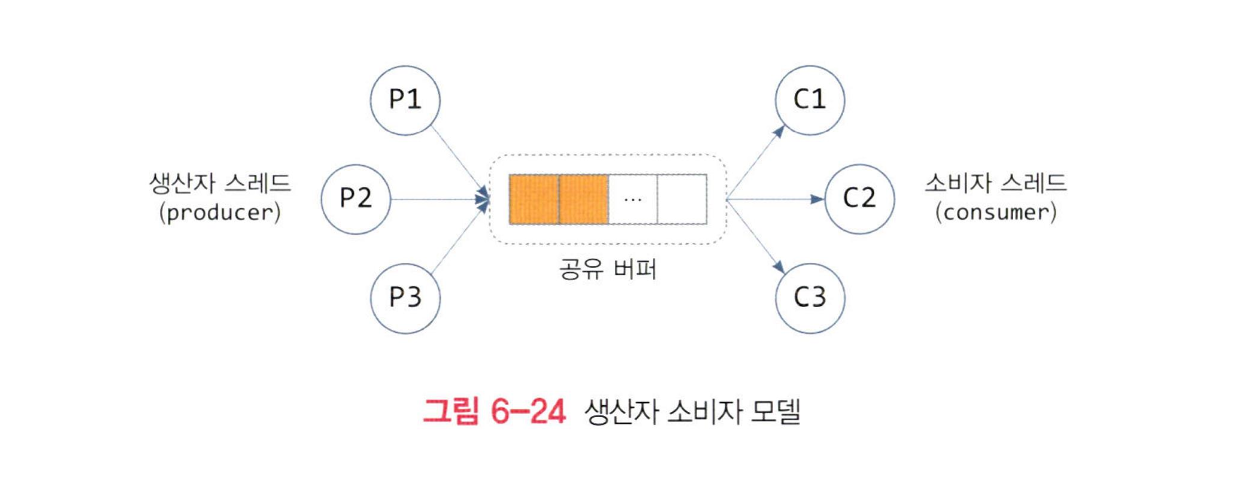 P1
C1
생산자 스레드
(producer)
P2
...
C2
소비자 스레드
(consumer)
공유 버퍼
P3
C3
그림 6-24 생산자 소비자 모델